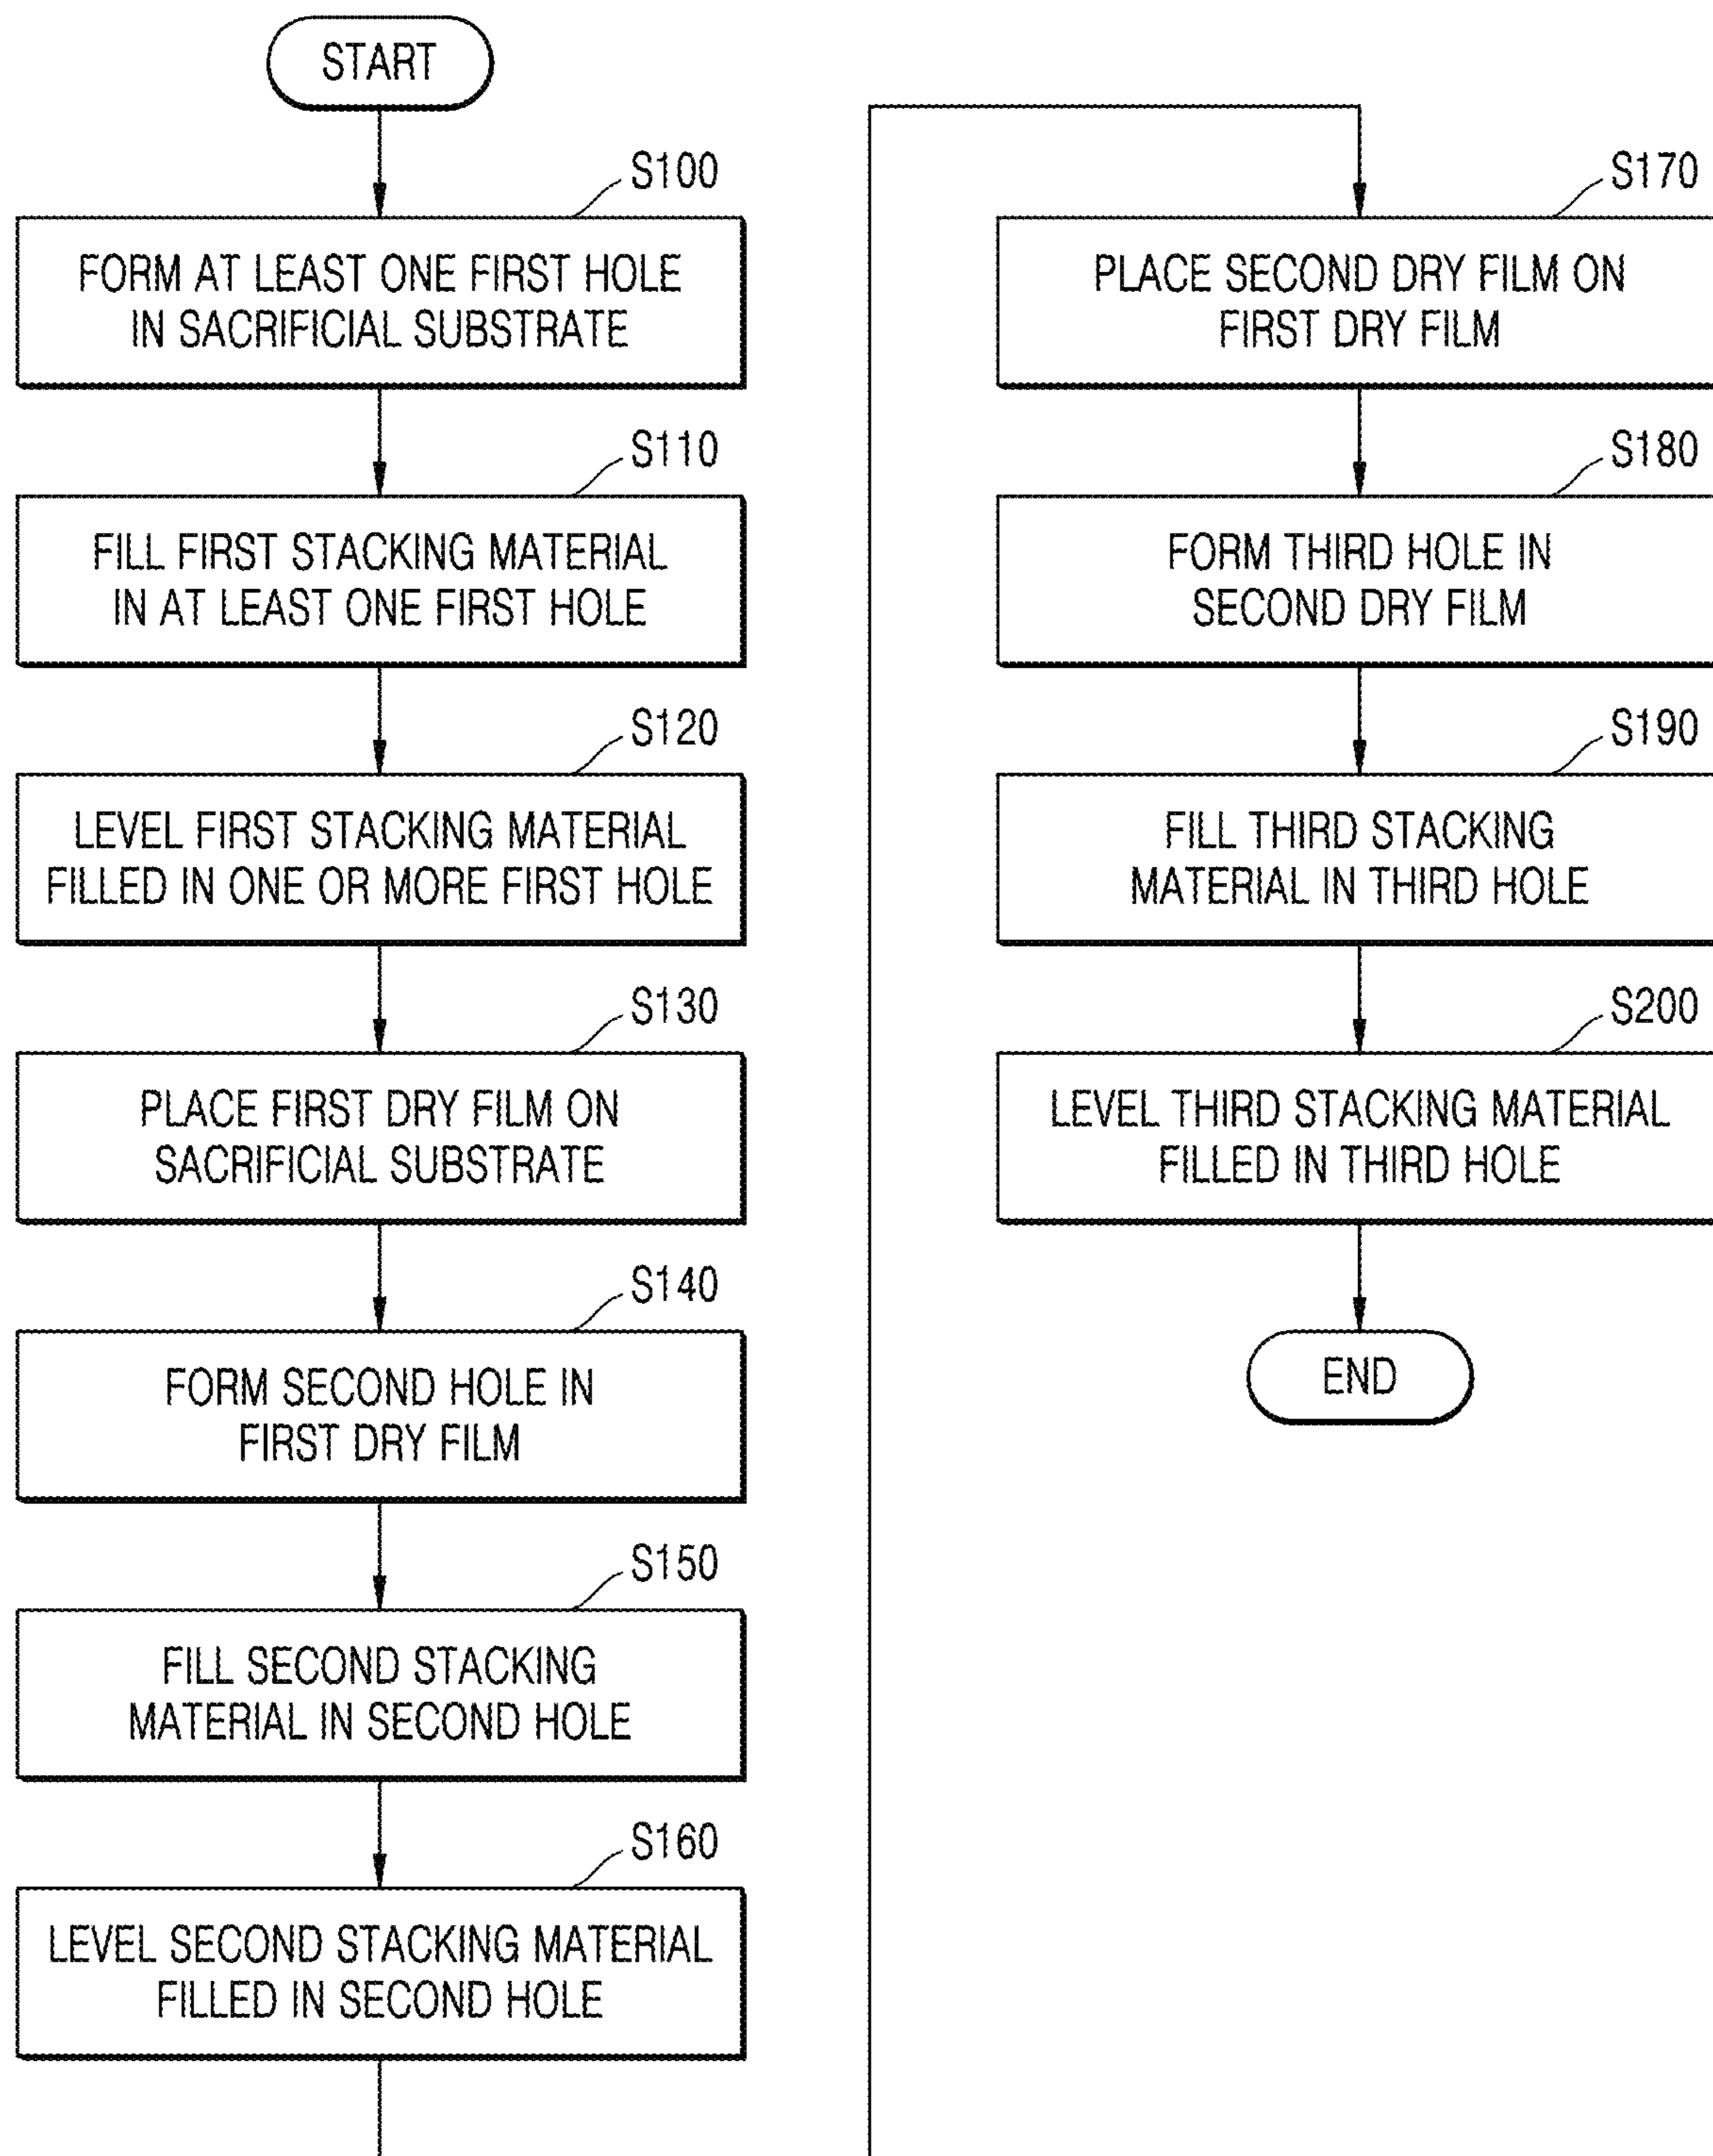 START
S100
FORM AT LEAST ONE FIRST HOLE
IN SACRIFICIAL SUBSTRATE
S110
FILL FIRST STACKING MATERIAL
IN AT LEAST ONE FIRST HOLE
S120
LEVEL FIRST STACKING MATERIAL
FILLED IN ONE OR MORE FIRST HOLE
S130
PLACE FIRST DRY FILM ON
SACRIFICIAL SUBSTRATE
S140
FORM SECOND HOLE IN
FIRST DRY FILM
S150
FILL SECOND STACKING
MATERIAL IN SECOND HOLE
S160
LEVEL SECOND STACKING MATERIAL
FILLED IN SECOND HOLE
S170
PLACE SECOND DRY FILM ON
FIRST DRY FILM
S180
FORM THIRD HOLE IN
SECOND DRY FILM
S190
FILL THIRD STACKING
MATERIAL IN THIRD HOLE
S200
LEVEL THIRD STACKING MATERIAL
FILLED IN THIRD HOLE
END